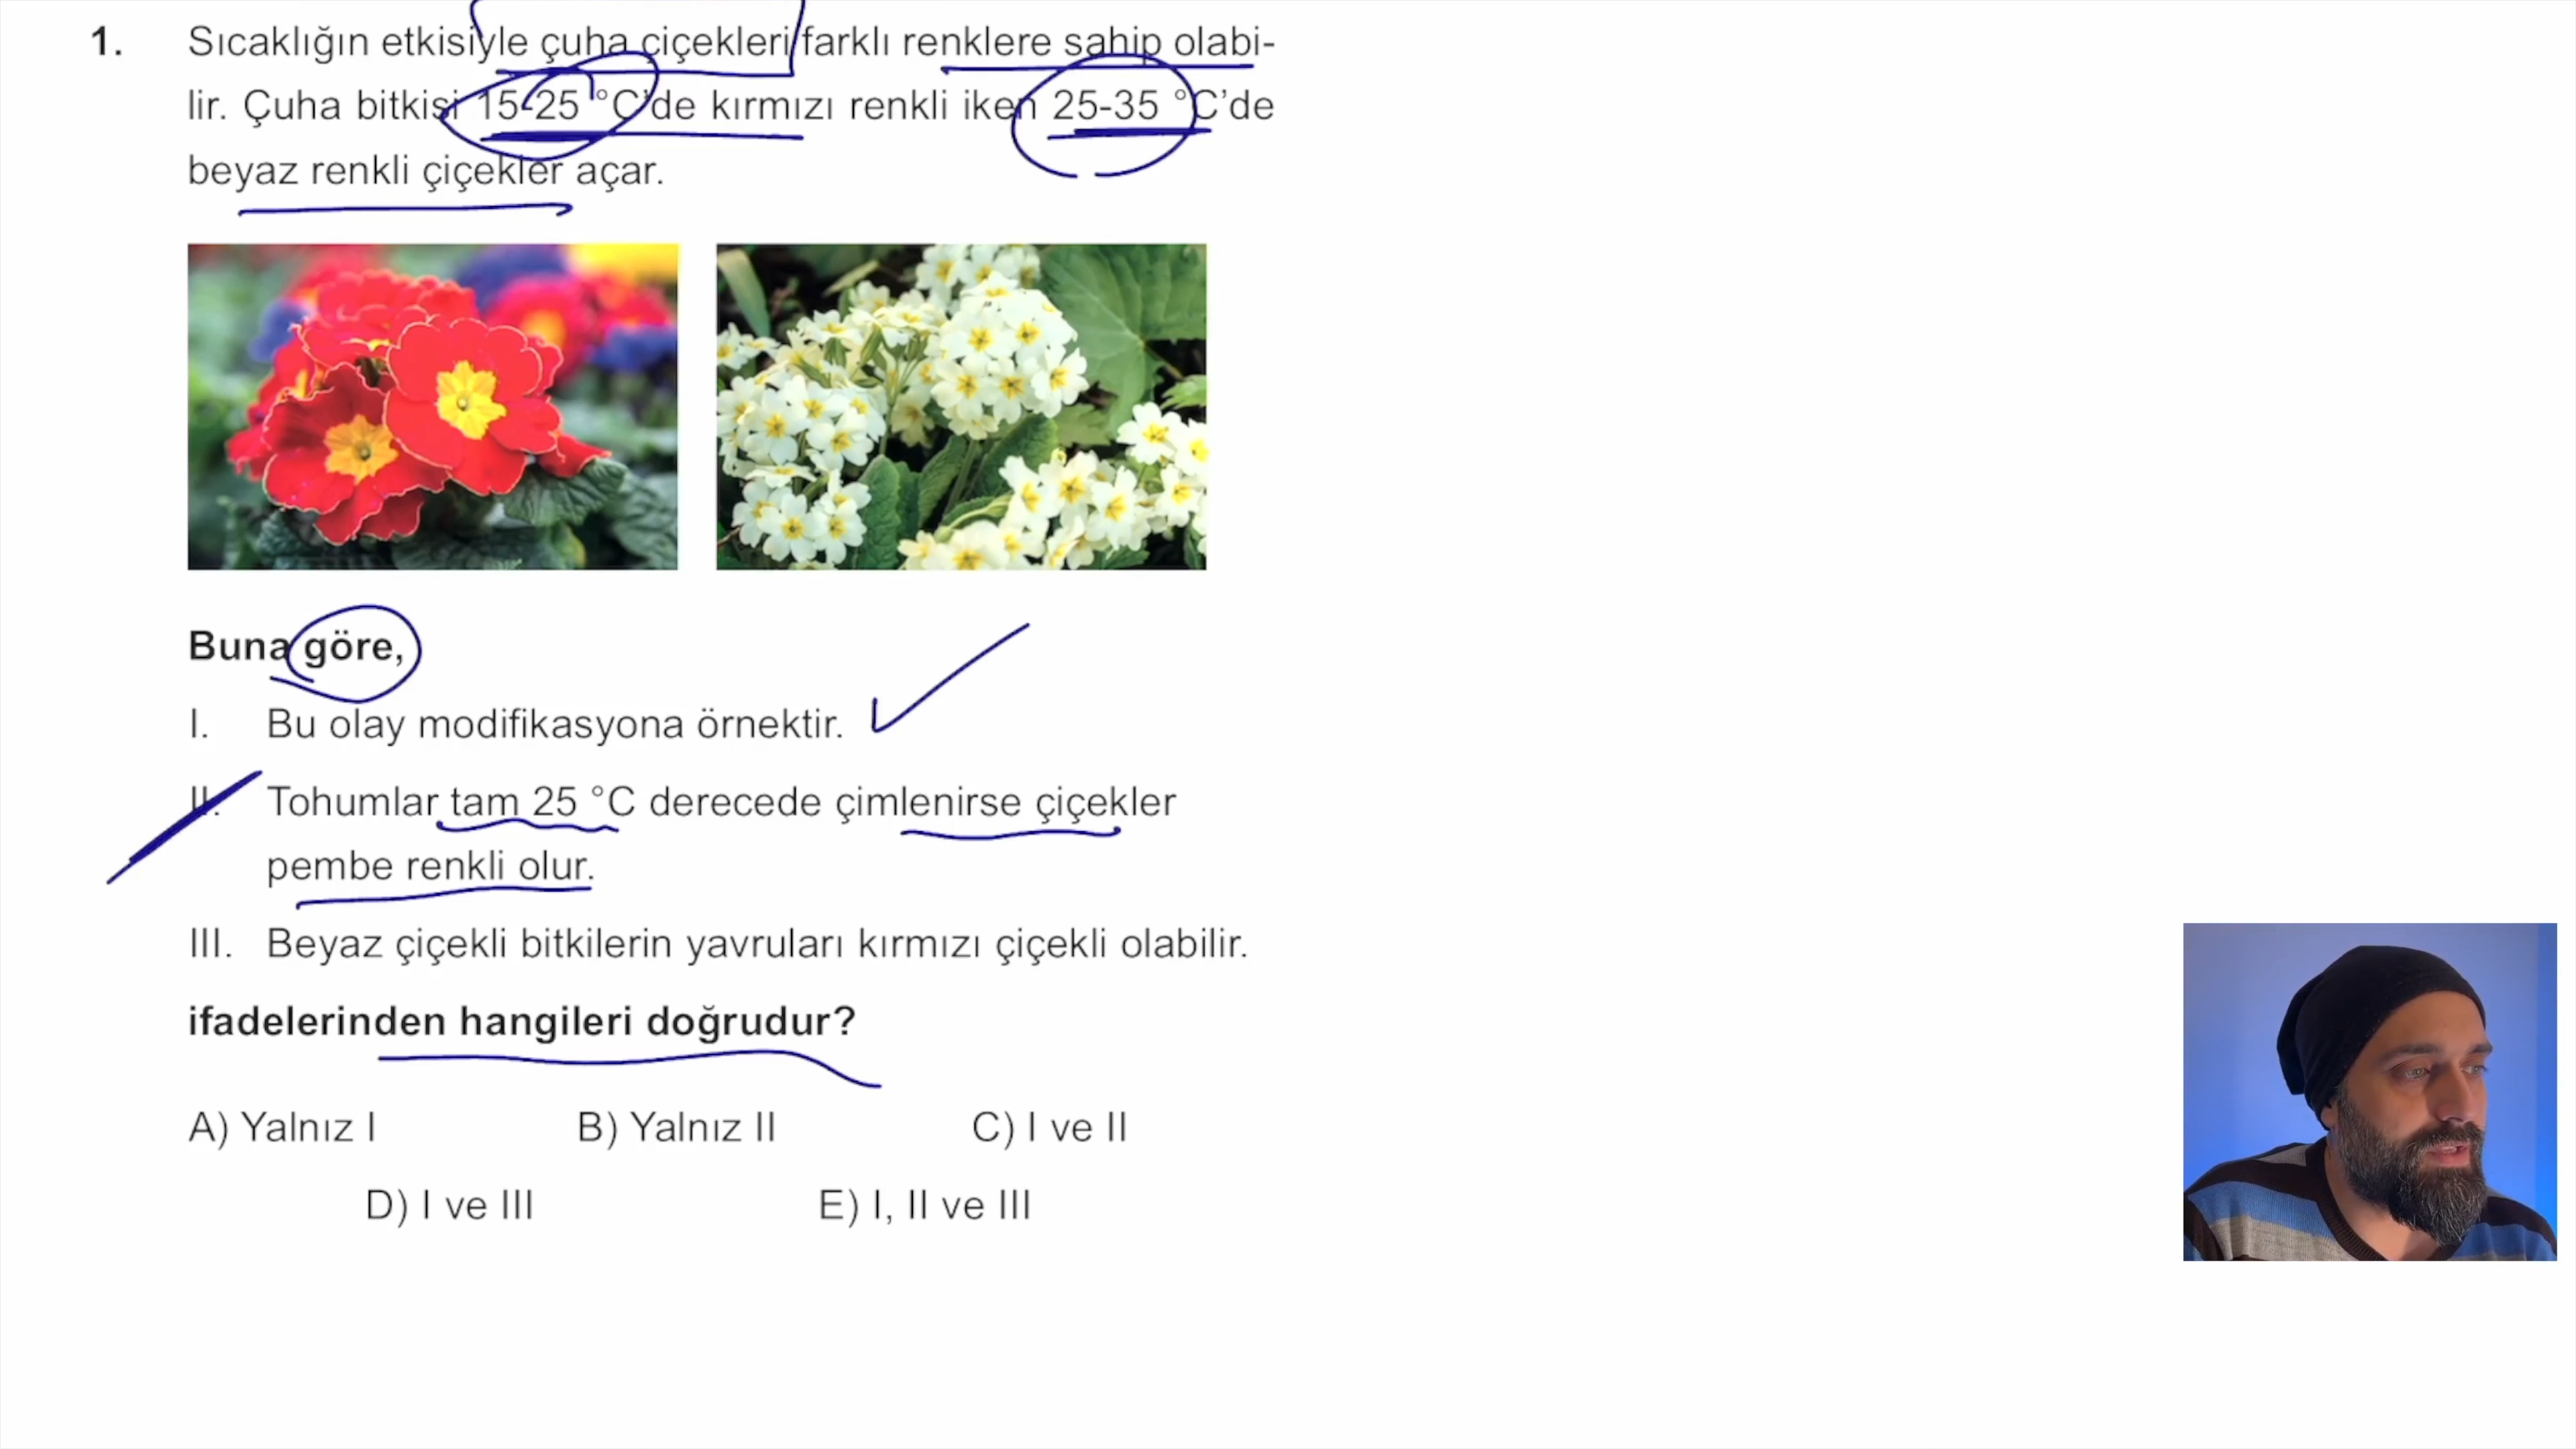 1. Sıcaklığın etkisiyle çuha çiçekleri farklı renklere sahip olabi-
lir. Çuha bitkisi 15-25 °C’de kırmızı renkli iken 25-35 °C’de
beyaz renkli çiçekler açar.
Buna göre,
I. Bu olay modifikasyona örnektir.
II. Tohumlar tam 25 °C derecede çimlenirse çiçekler
pembe renkli olur.
III. Beyaz çiçekli bitkilerin yavruları kırmızı çiçekli olabilir.
ifadelerinden hangileri doğrudur?
A) Yalnız I B) Yalnız II C) I ve II
D) I ve III E) I, II ve III